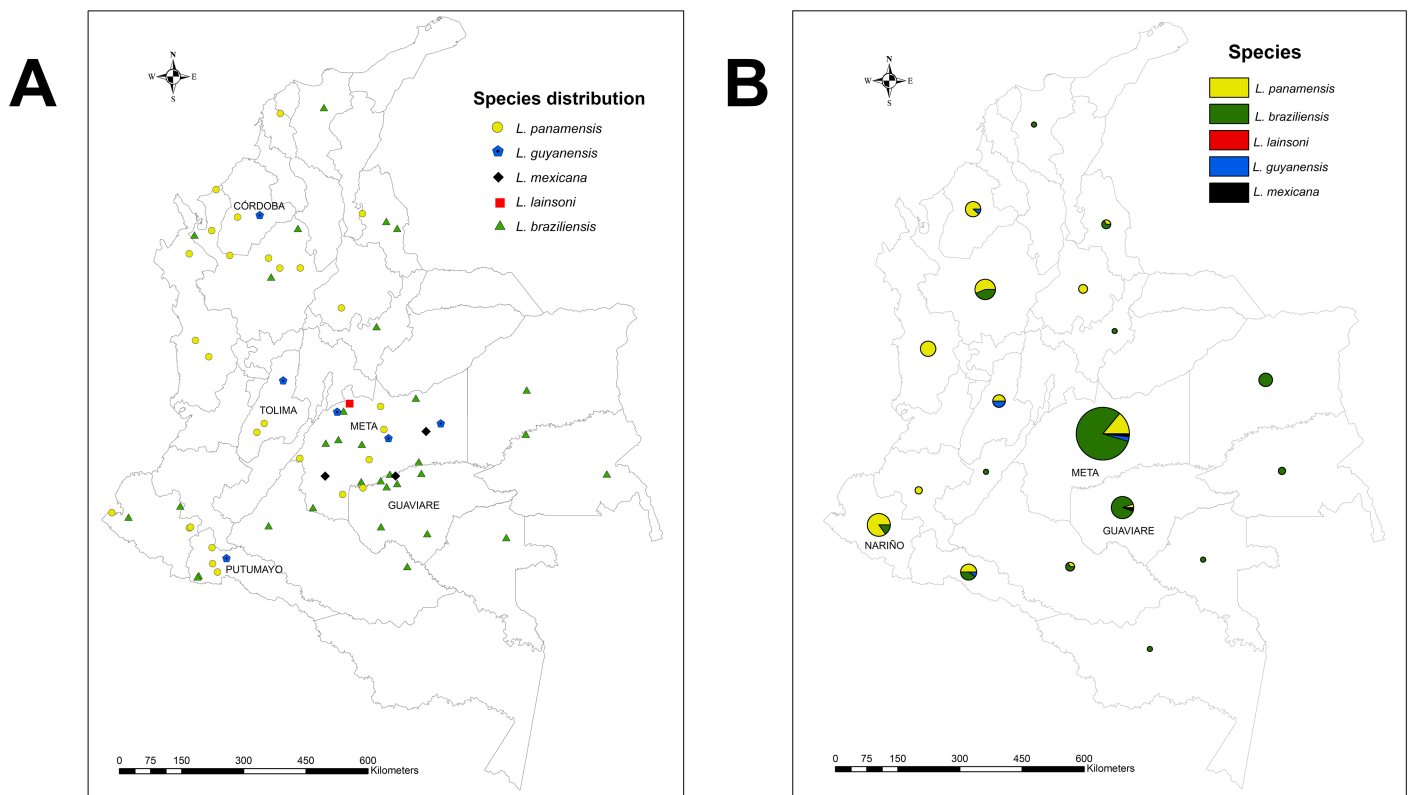 A
N
W E
S
Species distribution
L. panamensis
L. guyanensis
L. mexicana
L. lainsoni
L. braziliensis
CÓRDOBA
TOLIMA
META
GUAVIARE
PUTUMAYO
0 75 150 300 450 600
Kilometers
B
N
W E
S
Species
L. panamensis
L. braziliensis
L. lainsoni
L. guyanensis
L. mexicana
META
GUAVIARE
NARIÑO
0 75 150 300 450 600
Kilometers